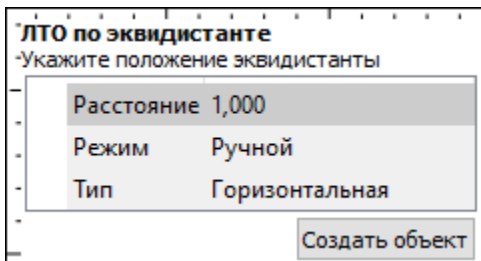 ЛТО по эквидистанте
Укажите положение эквидистанты
Расстояние 1,000
Режим Ручной
Тип Горизонтальная
Создать объект